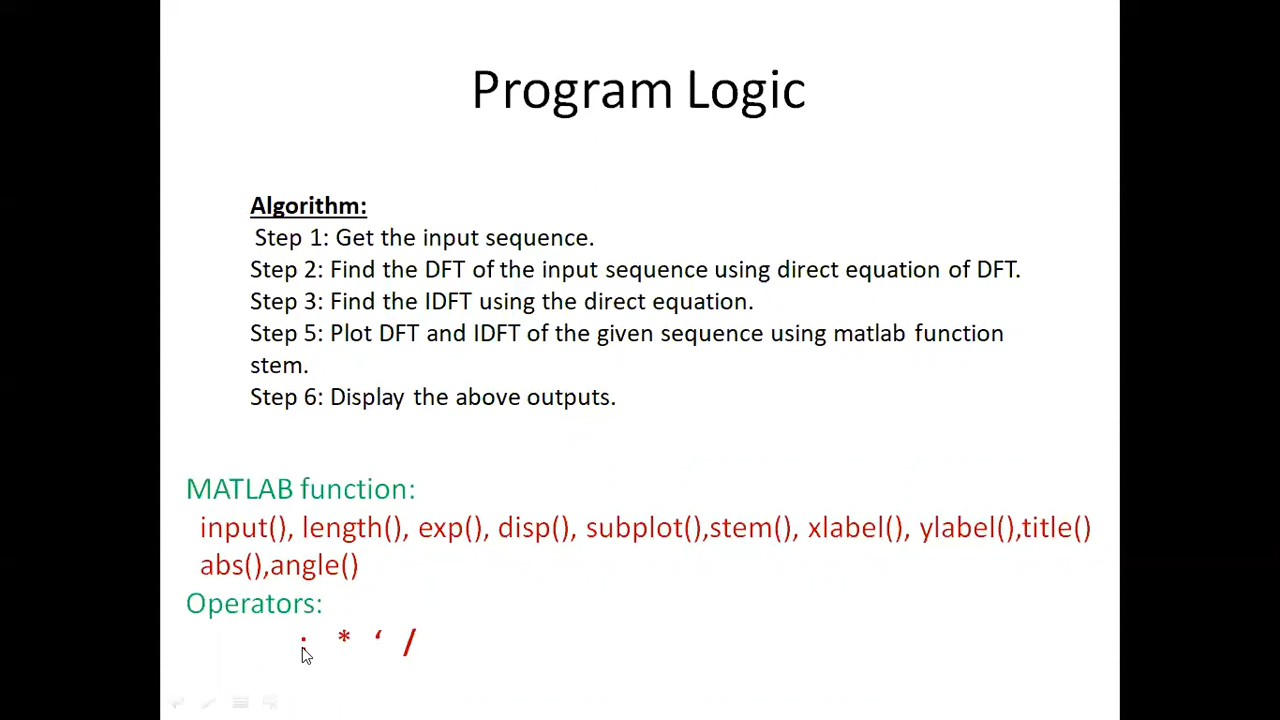 Program Logic
Algorithm:
Step 1: Get the input sequence.
Step 2: Find the DFT of the input sequence using direct equation of DFT.
Step 3: Find the IDFT using the direct equation.
Step 5: Plot DFT and IDFT of the given sequence using matlab function
stem.
Step 6: Display the above outputs.
MATLAB function:
input(), length(), exp(), disp(), subplot(),stem(), xlabel(), ylabel(),title()
abs(),angle()
Operators:
* ‘ /